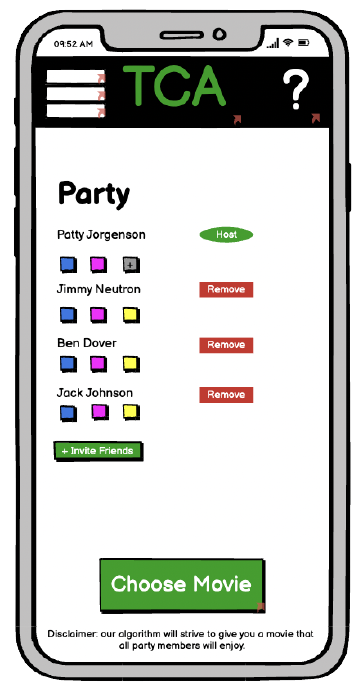 09:52 AM
TCA
?
Party
Patty Jorgenson
Host
+
Jimmy Neutron
Remove
Ben Dover
Remove
Jack Johnson
Remove
+ Invite Friends
Choose Movie
Disclaimer: our algorithm will strive to give you a movie that
all party members will enjoy.